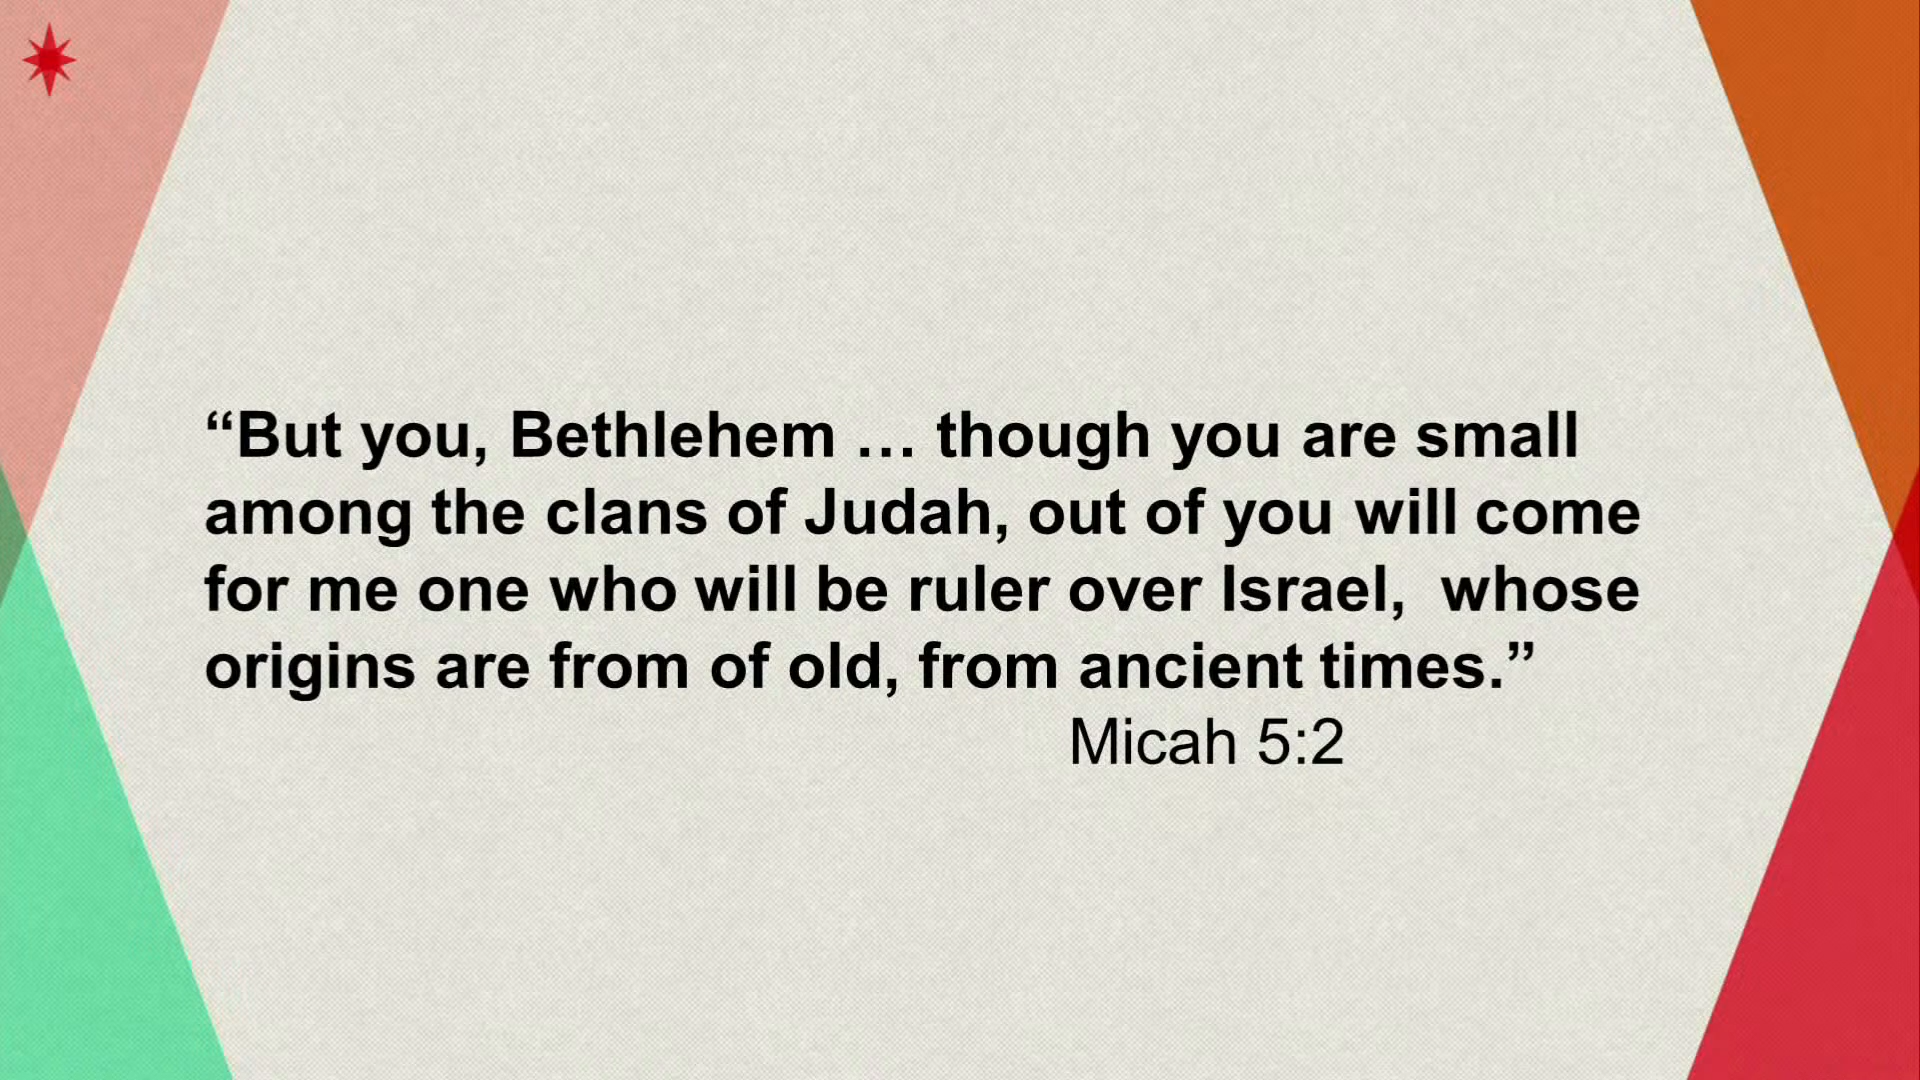 “But you, Bethlehem … though you are small
among the clans of Judah, out of you will come
for me one who will be ruler over Israel,  whose
origins are from of old, from ancient times.”
Micah 5:2